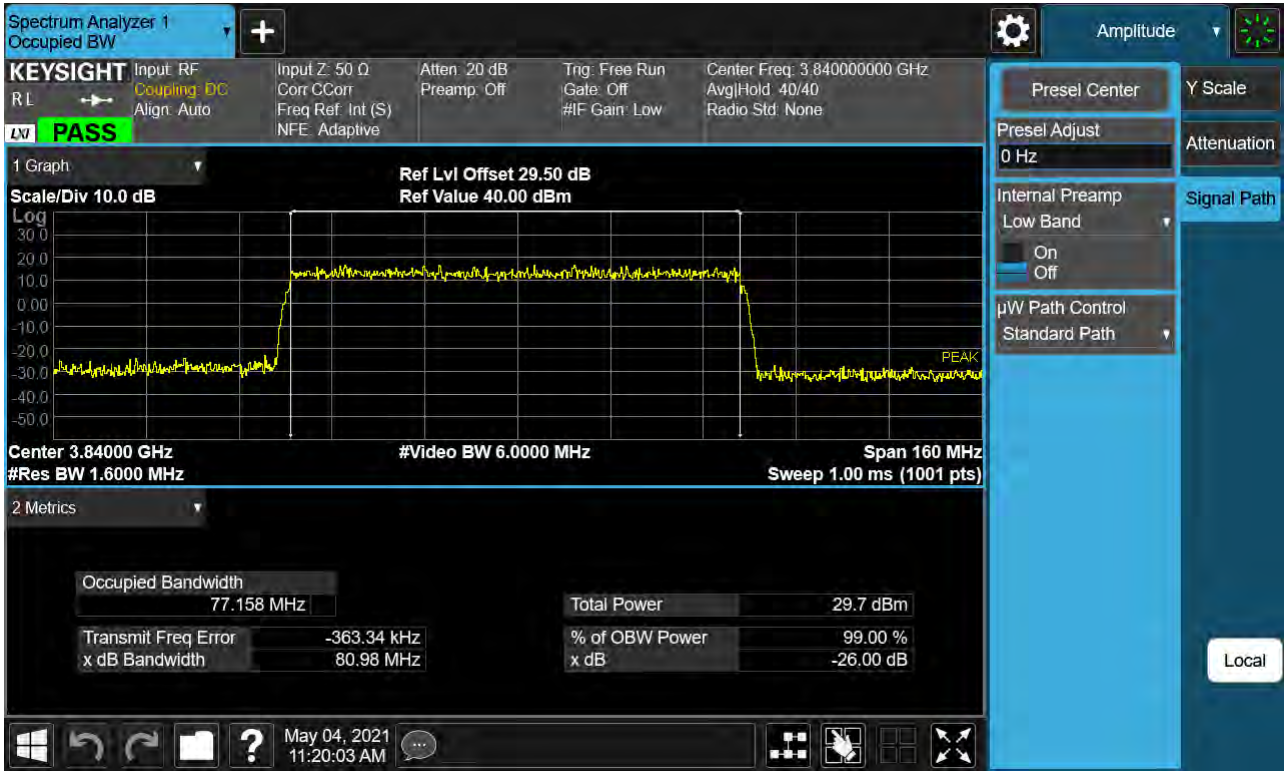 Spectrum Analyzer 1
Occupied BW
+
Amplitude
KEYSIGHT
RL
LXI
PASS
Input: RF
Coupling: DC
Align: Auto
Input Z: 50 Ω
Corr CCorr
Freq Ref: Int (S)
NFE: Adaptive
Atten: 20 dB
Preamp: Off
Trig: Free Run
Gate: Off
#IF Gain: Low
Center Freq: 3.840000000 GHz
Avg|Hold: 40/40
Radio Std: None
Presel Center
Presel Adjust
0 Hz
Internal Preamp
Low Band
On
Off
µW Path Control
Standard Path
Y Scale
Attenuation
Signal Path
Local
1 Graph
Scale/Div 10.0 dB
Ref Lvl Offset 29.50 dB
Ref Value 40.00 dBm
Log
30.0
20.0
10.0
0.00
-10.0
-20.0
-30.0
-40.0
-50.0
PEAK
Center 3.84000 GHz
#Video BW 6.0000 MHz
Span 160 MHz
#Res BW 1.6000 MHz
Sweep 1.00 ms (1001 pts)
2 Metrics
Occupied Bandwidth
77.158 MHz
Total Power 29.7 dBm
Transmit Freq Error -363.34 kHz
% of OBW Power 99.00 %
x dB Bandwidth 80.98 MHz
x dB -26.00 dB
?
May 04, 2021
11:20:03 AM